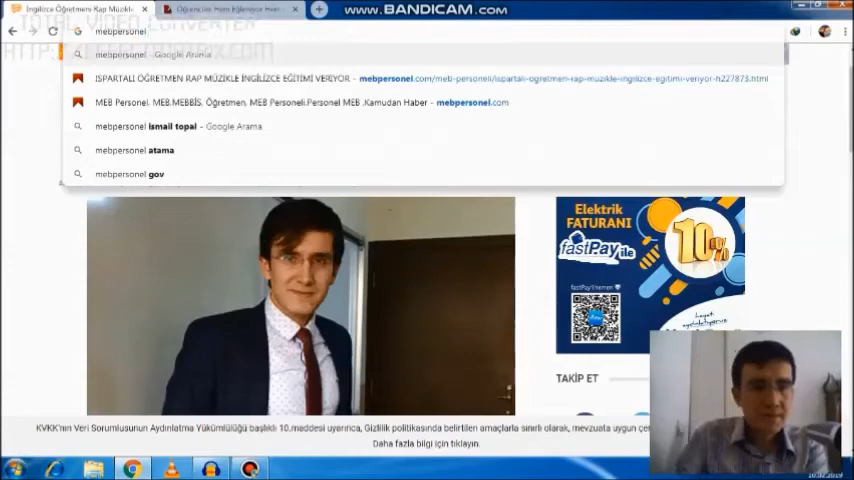 İngilizce Öğretmeni Rap Müzikle
Öğrenciler Hem Eğleniyor Hem
www.BANDICAM.com
TOTAL VIDEO CONVERTER
mebpersonel
mebpersonel - Google Arama
ISPARTALI ÖĞRETMEN RAP MÜZİKLE İNGİLİZCE EĞİTİMİ VERİYOR - mebpersonel.com/meb-personeli/ispartali-ogretmen-rap-muzikle-ingilizce-egitimi-veriyor-h227873.html
MEB Personel, MEB,MEBBİS, Öğretmen, MEB Personeli,Personel MEB ,Kamudan Haber - mebpersonel.com
mebpersonel ismail topal - Google Arama
mebpersonel atama
mebpersonel gov
Elektrik
FATURANI
fastPay ile
%10
fastPay'i hemen
TAKİP ET
KVKK'nın Veri Sorumlusunun Aydınlatma Yükümlülüğü başlıklı 10.maddesi uyarınca, Gizlilik politikasında belirtilen amaçlarla sınırlı olarak, mevzuata uygun
Daha fazla bilgi için tıklayın.